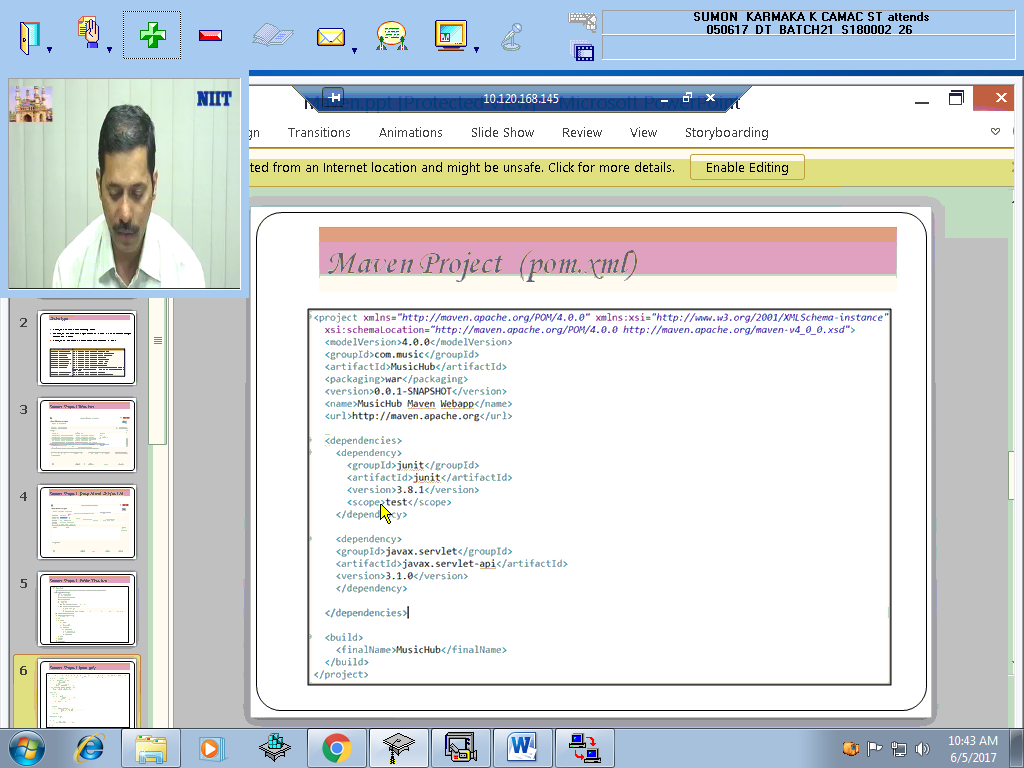 SUMON KARMAKA K CAMAC ST attends
050617_DT_BATCH21_S180002_26
NIIT
10.120.168.145
Transitions
Animations
Slide Show
Review
View
Storyboarding
ted from an Internet location and might be unsafe. Click for more details.
Enable Editing
Maven Project (pom.xml)
<project xmlns="http://maven.apache.org/POM/4.0.0" xmlns:xsi="http://www.w3.org/2001/XMLSchema-instance"
xsi:schemaLocation="http://maven.apache.org/POM/4.0.0 http://maven.apache.org/maven-v4_0_0.xsd">
<modelVersion>4.0.0</modelVersion>
<groupId>com.music</groupId>
<artifactId>MusicHub</artifactId>
<packaging>war</packaging>
<version>0.0.1-SNAPSHOT</version>
<name>MusicHub Maven Webapp</name>
<url>http://maven.apache.org</url>
<dependencies>
<dependency>
<groupId>junit</groupId>
<artifactId>junit</artifactId>
<version>3.8.1</version>
<scope>test</scope>
</dependency>
<dependency>
<groupId>javax.servlet</groupId>
<artifactId>javax.servlet-api</artifactId>
<version>3.1.0</version>
</dependency>
</dependencies>
<build>
<finalName>MusicHub</finalName>
</build>
</project>
2
3
4
5
6
10:43 AM
6/5/2017